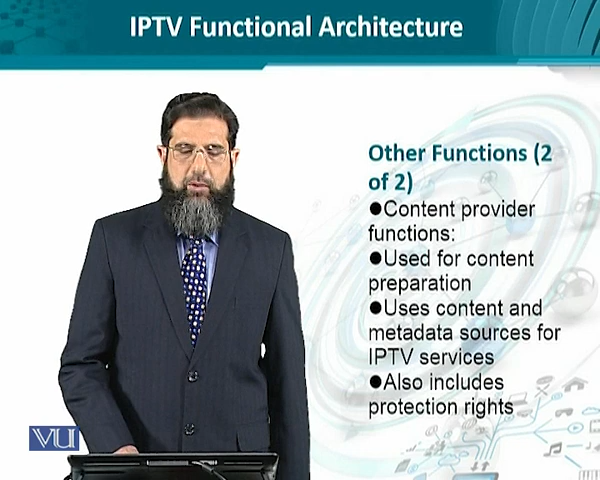 IPTV Functional Architecture
Other Functions (2
of 2)
●Content provider
functions:
●Used for content
preparation
●Uses content and
metadata sources for
IPTV services
●Also includes
protection rights
VU